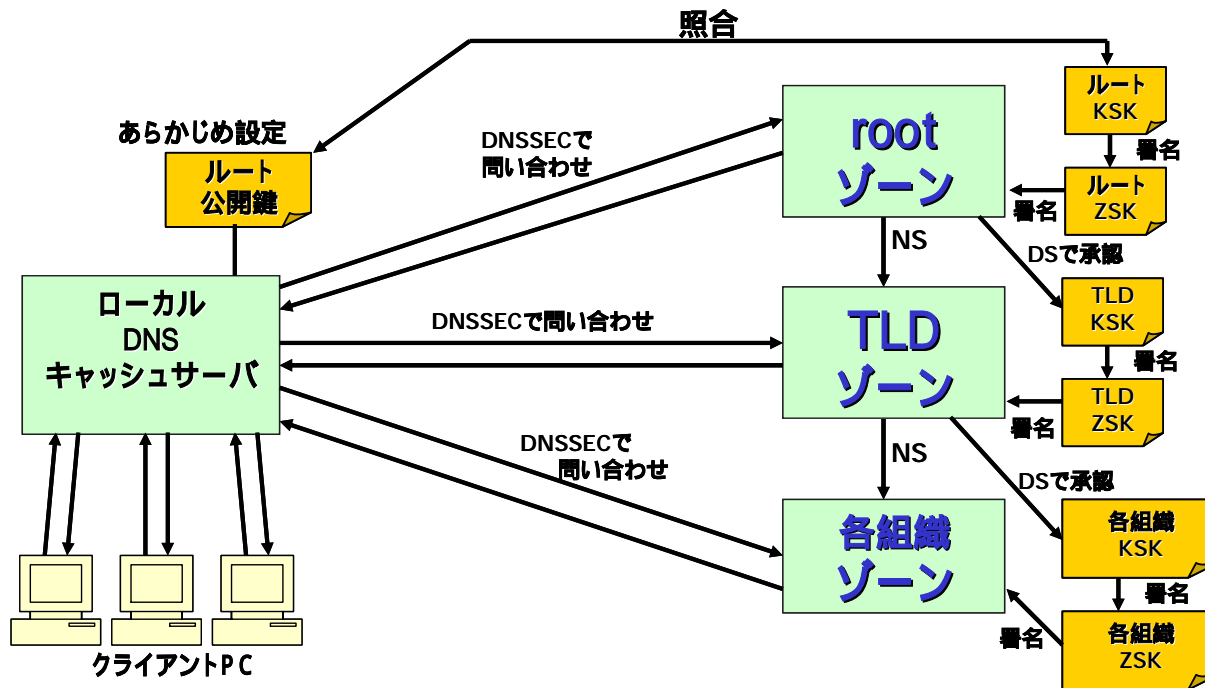 照合
ルート
KSK
署名
ルート
ZSK
署名
あらかじめ設定
ルート
公開鍵
DNSSECで
問い合わせ
root
ゾーン
NS
DSで承認
ローカル
DNS
キャッシュサーバ
DNSSECで問い合わせ
TLD
ゾーン
TLD
KSK
署名
TLD
ZSK
署名
DNSSECで
問い合わせ
NS
DSで承認
各組織
ゾーン
各組織
KSK
署名
各組織
ZSK
署名
クライアントPC